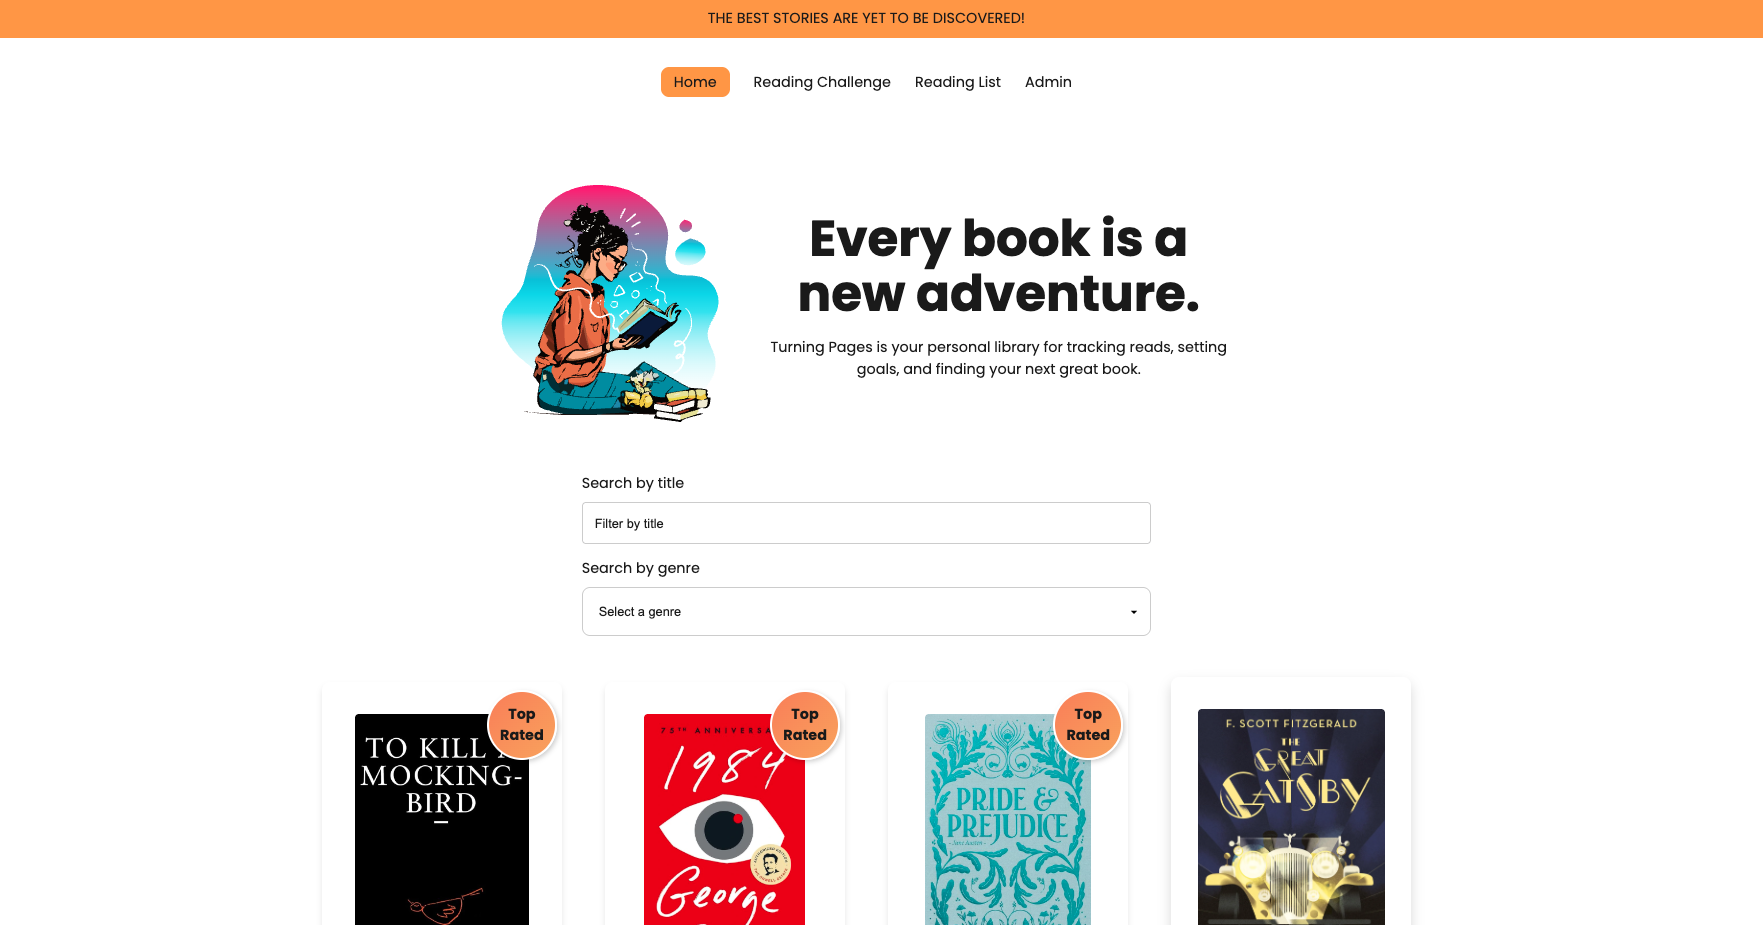 THE BEST STORIES ARE YET TO BE DISCOVERED!
Home
Reading Challenge
Reading List
Admin
Every book is a
new adventure.
Turning Pages is your personal library for tracking reads, setting
goals, and finding your next great book.
Search by title
Filter by title
Search by genre
Select a genre
Top
Rated
TO KILL A
MOCKING-
BIRD
Top
Rated
75TH
1984
George
Top
Rated
PRIDE &
PREJUDICE
Jane Austen
F. SCOTT FITZGERALD
THE
GREAT
GATSBY